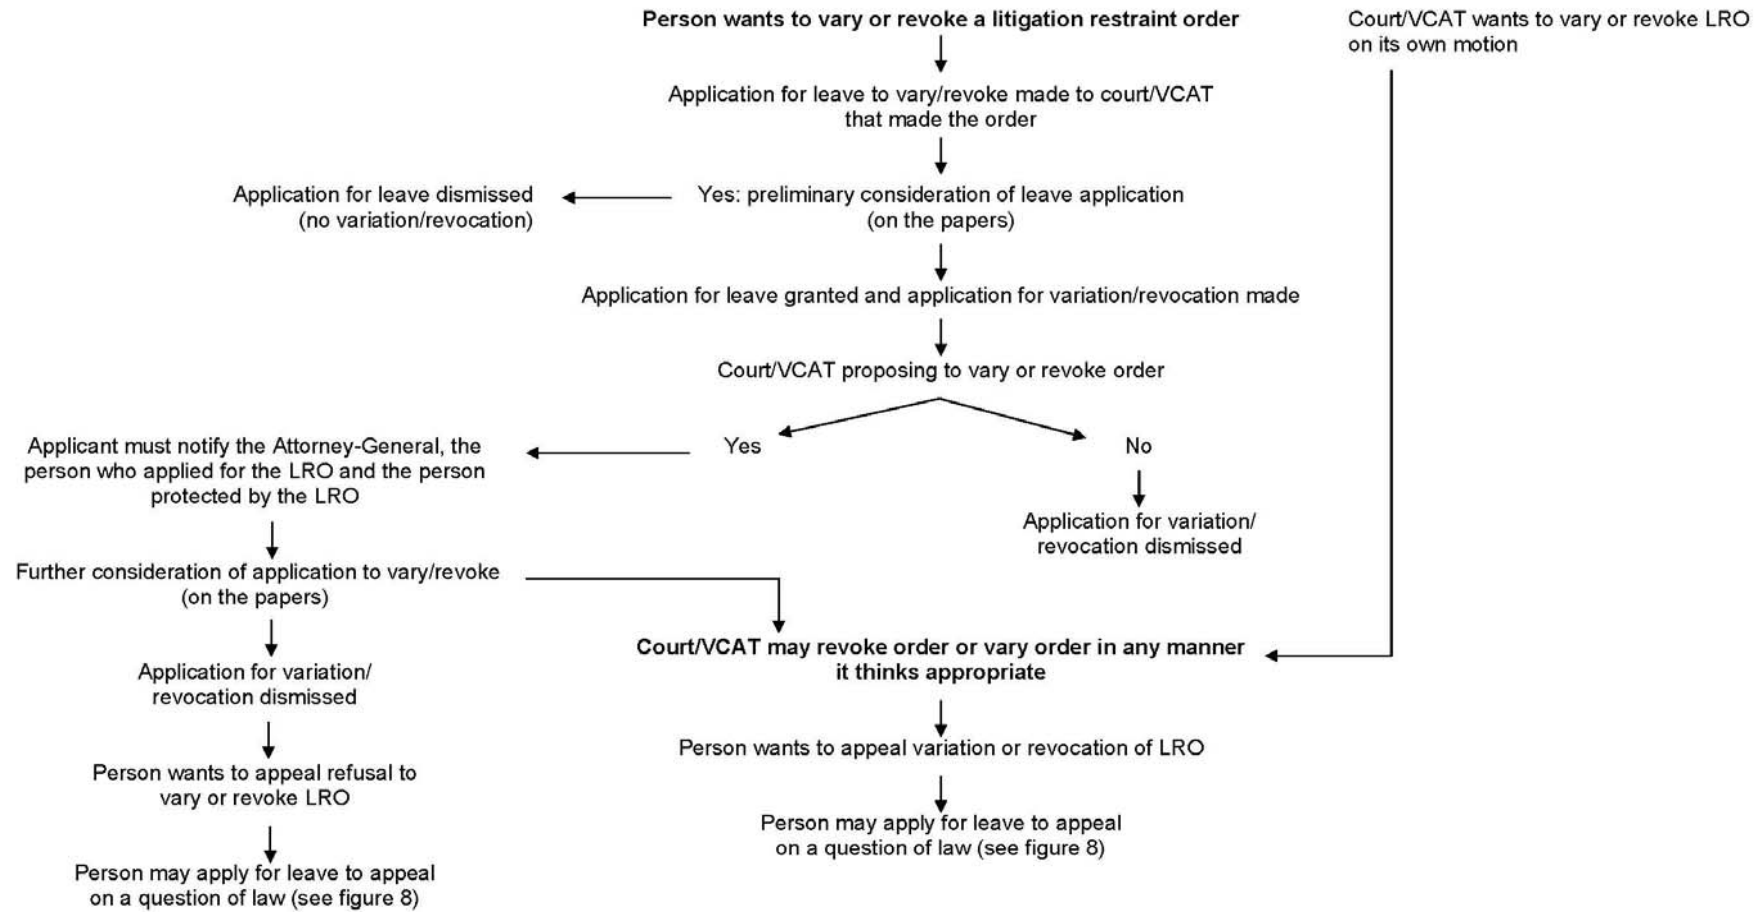 Person wants to vary or revoke a litigation restraint order
Court/VCAT wants to vary or revoke LRO
on its own motion
Application for leave to vary/revoke made to court/VCAT
that made the order
Application for leave dismissed
(no variation/revocation)
Yes: preliminary consideration of leave application
(on the papers)
Application for leave granted and application for variation/revocation made
Court/VCAT proposing to vary or revoke order
Yes
No
Applicant must notify the Attorney-General, the
person who applied for the LRO and the person
protected by the LRO
Application for variation/
revocation dismissed
Further consideration of application to vary/revoke
(on the papers)
Court/VCAT may revoke order or vary order in any manner
it thinks appropriate
Application for variation/
revocation dismissed
Person wants to appeal variation or revocation of LRO
Person wants to appeal refusal to
vary or revoke LRO
Person may apply for leave to appeal
on a question of law (see figure 8)
Person may apply for leave to appeal
on a question of law (see figure 8)